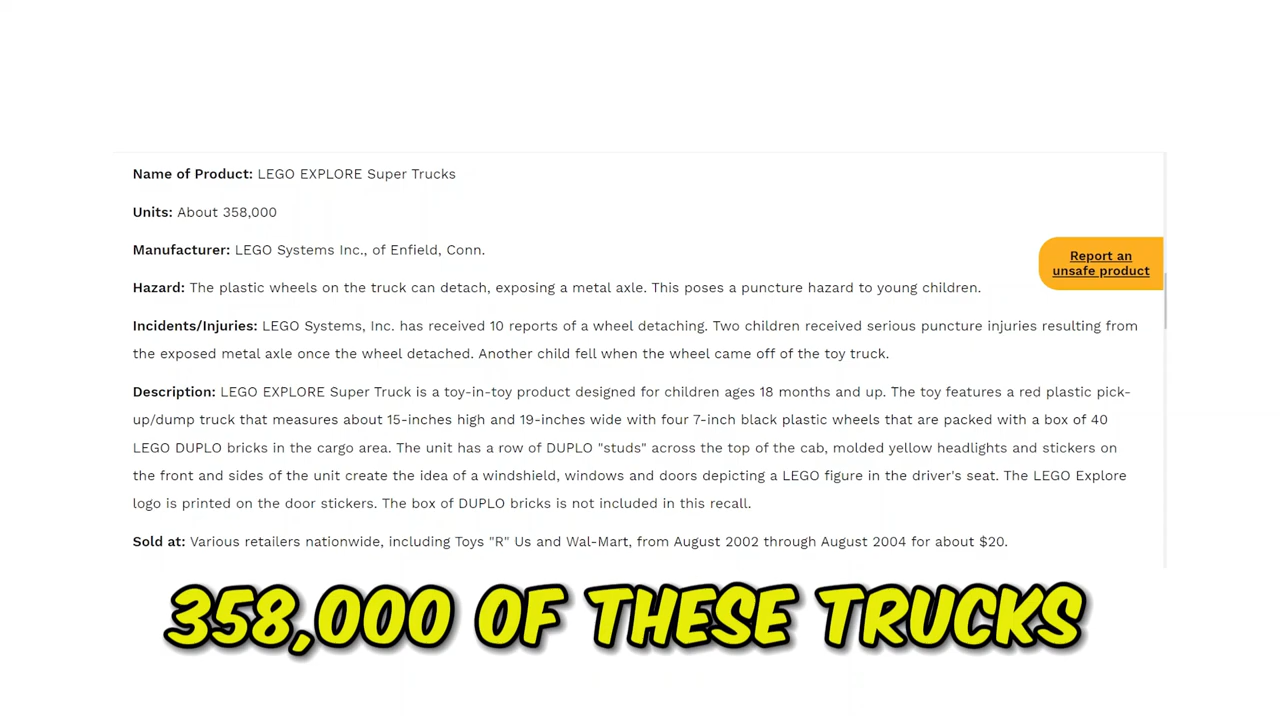 Name of Product: LEGO EXPLORE Super Trucks
Units: About 358,000
Manufacturer: LEGO Systems Inc., of Enfield, Conn.
Report an
unsafe product
Hazard: The plastic wheels on the truck can detach, exposing a metal axle. This poses a puncture hazard to young children.
Incidents/Injuries: LEGO Systems, Inc. has received 10 reports of a wheel detaching. Two children received serious puncture injuries resulting from
the exposed metal axle once the wheel detached. Another child fell when the wheel came off of the toy truck.
Description: LEGO EXPLORE Super Truck is a toy-in-toy product designed for children ages 18 months and up. The toy features a red plastic pick-
up/dump truck that measures about 15-inches high and 19-inches wide with four 7-inch black plastic wheels that are packed with a box of 40
LEGO DUPLO bricks in the cargo area. The unit has a row of DUPLO "studs" across the top of the cab, molded yellow headlights and stickers on
the front and sides of the unit create the idea of a windshield, windows and doors depicting a LEGO figure in the driver's seat. The LEGO Explore
logo is printed on the door stickers. The box of DUPLO bricks is not included in this recall.
Sold at: Various retailers nationwide, including Toys "R" Us and Wal-Mart, from August 2002 through August 2004 for about $20.
358,000 OF THESE TRUCKS